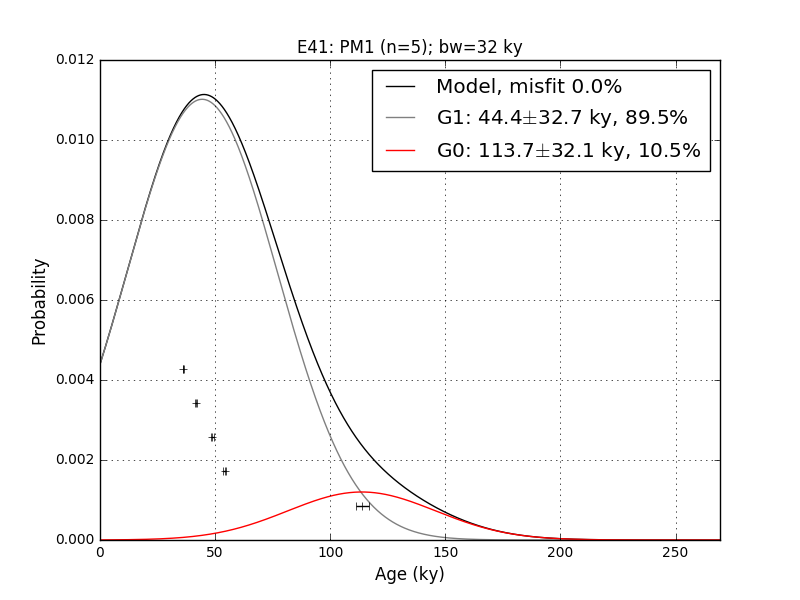 E41: PM1 (n=5); bw=32 ky
Model, misfit 0.0%
G1: 44.4±32.7 ky, 89.5%
G0: 113.7±32.1 ky, 10.5%
0.012
0.010
0.008
0.006
0.004
0.002
0.000
Probability
0 50 100 150 200 250
Age (ky)